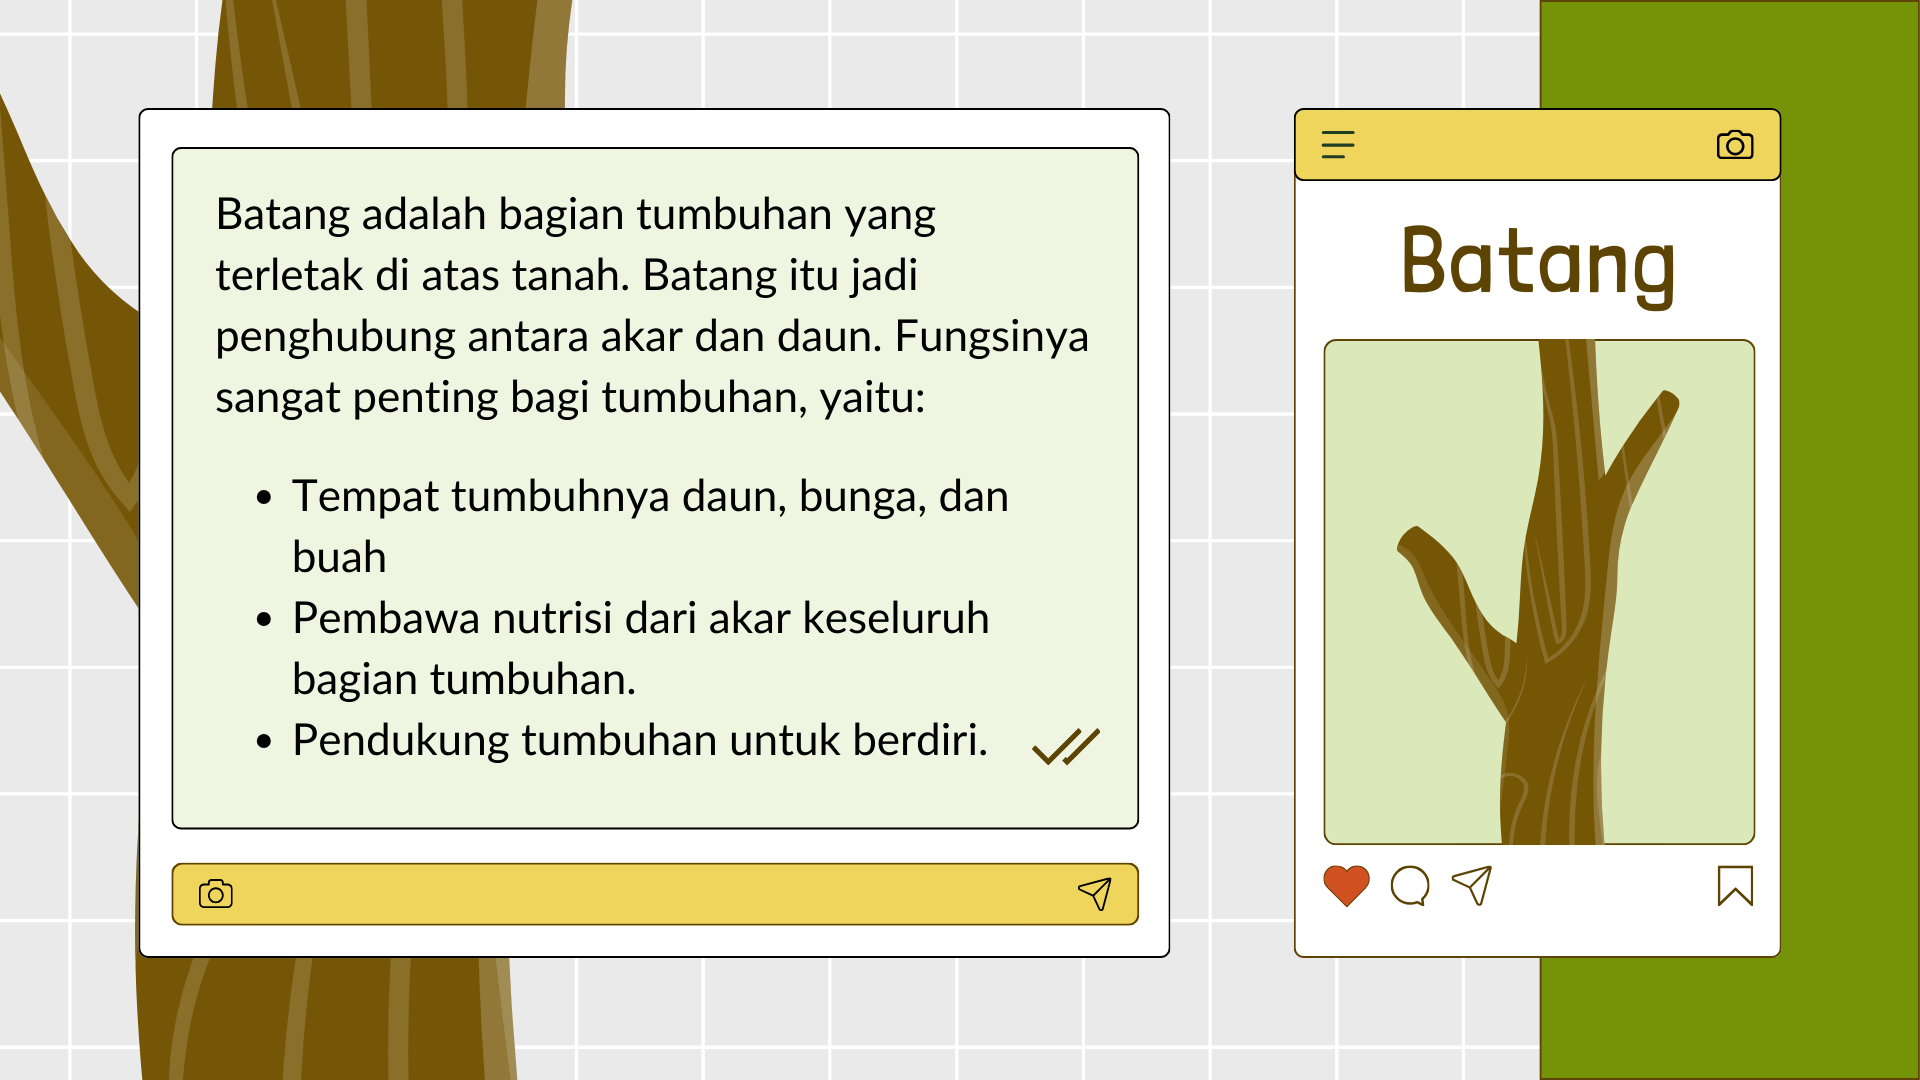 Batang adalah bagian tumbuhan yang
terletak di atas tanah. Batang itu jadi
penghubung antara akar dan daun. Fungsinya
sangat penting bagi tumbuhan, yaitu:
• Tempat tumbuhnya daun, bunga, dan
buah
• Pembawa nutrisi dari akar keseluruh
bagian tumbuhan.
• Pendukung tumbuhan untuk berdiri.
Batang